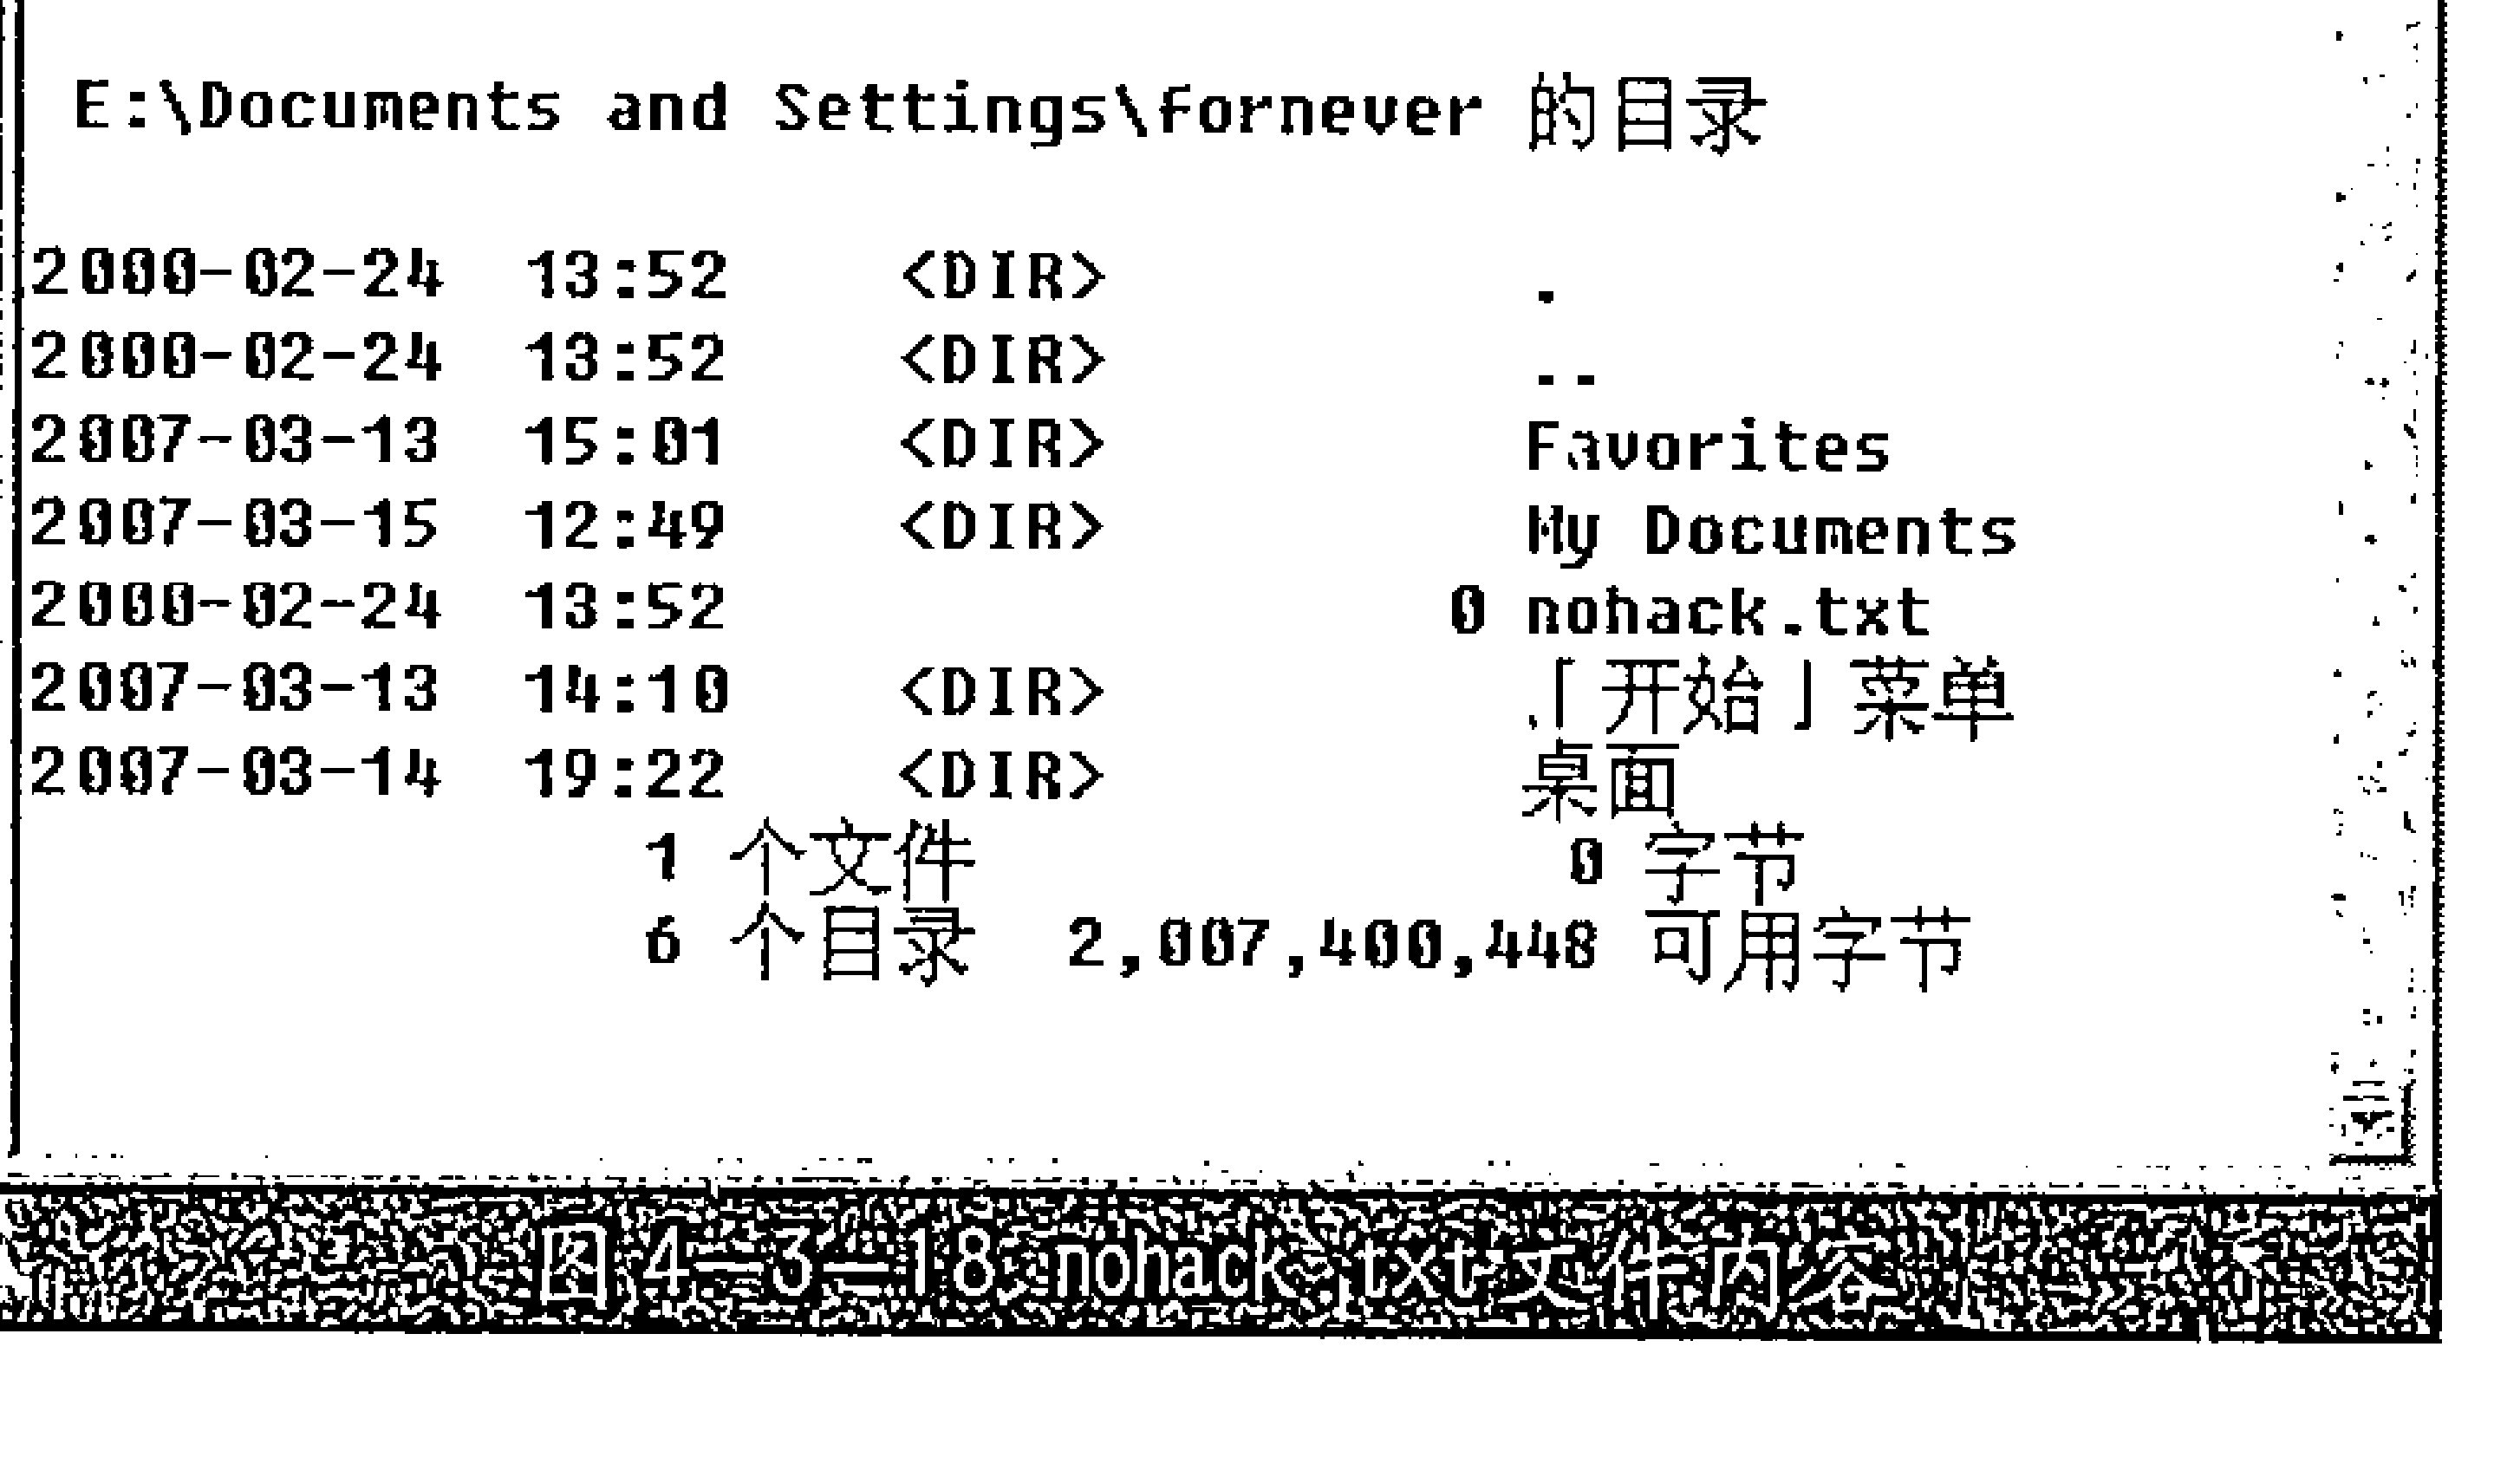 E:\Documents and Settings\fornever 的目录
2000-02-24  13:52    <DIR>          .
2000-02-24  13:52    <DIR>          ..
2007-03-13  15:01    <DIR>          Favorites
2007-03-15  12:49    <DIR>          My Documents
2000-02-24  13:52                 0 nohack.txt
2007-03-13  14:10    <DIR>          「开始」菜单
2007-03-14  19:22    <DIR>          桌面
1 个文件              0 字节
6 个目录  2,007,400,448 可用字节
图4-3-18 nohack.txt文件内容